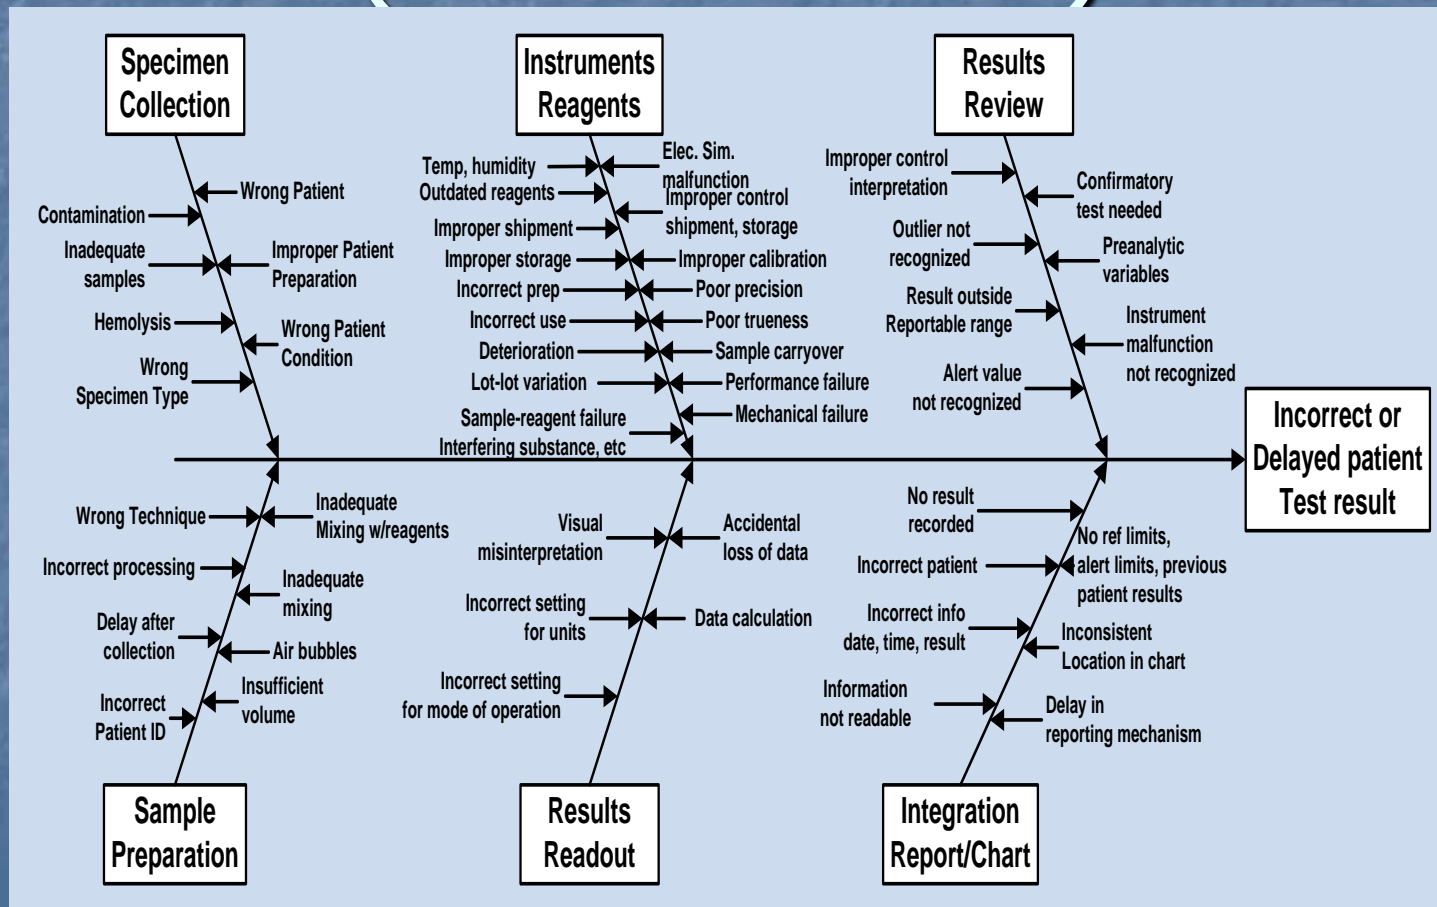 Specimen
Collection
Wrong Patient
Contamination
Inadequate
samples
Improper Patient
Preparation
Hemolysis
Wrong Patient
Condition
Wrong
Specimen Type
Instruments
Reagents
Temp, humidity
Elec. Sim.
malfunction
Outdated reagents
Improper control
shipment, storage
Improper shipment
Improper storage
Improper calibration
Incorrect prep
Poor precision
Incorrect use
Poor trueness
Deterioration
Sample carryover
Lot-lot variation
Performance failure
Mechanical failure
Sample-reagent failure
Interfering substance, etc
Results
Review
Improper control
interpretation
Confirmatory
test needed
Outlier not
recognized
Preanalytic
variables
Result outside
Reportable range
Instrument
malfunction
not recognized
Alert value
not recognized
Incorrect or
Delayed patient
Test result
Wrong Technique
Inadequate
Mixing w/reagents
Incorrect processing
Inadequate
mixing
Delay after
collection
Air bubbles
Insufficient
volume
Incorrect
Patient ID
Sample
Preparation
Visual
misinterpretation
Accidental
loss of data
Incorrect setting
for units
Data calculation
Incorrect setting
for mode of operation
Results
Readout
No result
recorded
No ref limits,
alert limits, previous
patient results
Incorrect patient
Incorrect info
date, time, result
Inconsistent
Location in chart
Information
not readable
Delay in
reporting mechanism
Integration
Report/Chart